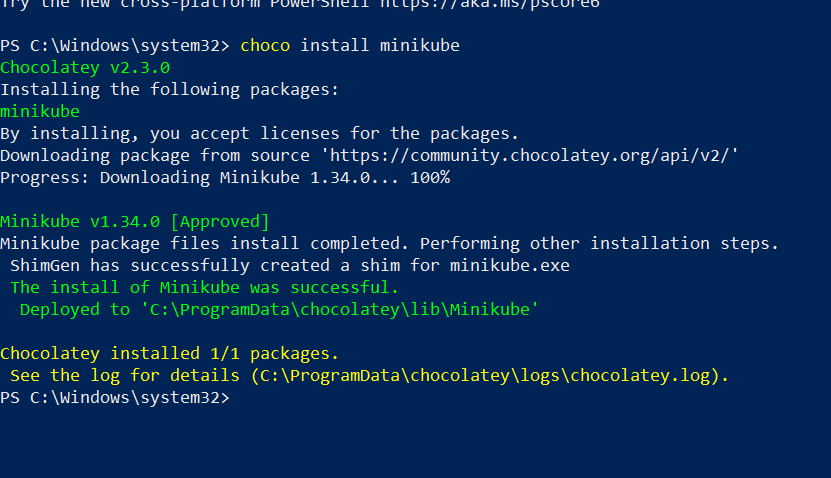 Try the new cross-platform PowerShell https://aka.ms/pscore6
PS C:\Windows\system32> choco install minikube
Chocolatey v2.3.0
Installing the following packages:
minikube
By installing, you accept licenses for the packages.
Downloading package from source 'https://community.chocolatey.org/api/v2/'
Progress: Downloading Minikube 1.34.0... 100%
Minikube v1.34.0 [Approved]
Minikube package files install completed. Performing other installation steps.
ShimGen has successfully created a shim for minikube.exe
The install of Minikube was successful.
Deployed to 'C:\ProgramData\chocolatey\lib\Minikube'
Chocolatey installed 1/1 packages.
See the log for details (C:\ProgramData\chocolatey\logs\chocolatey.log).
PS C:\Windows\system32>